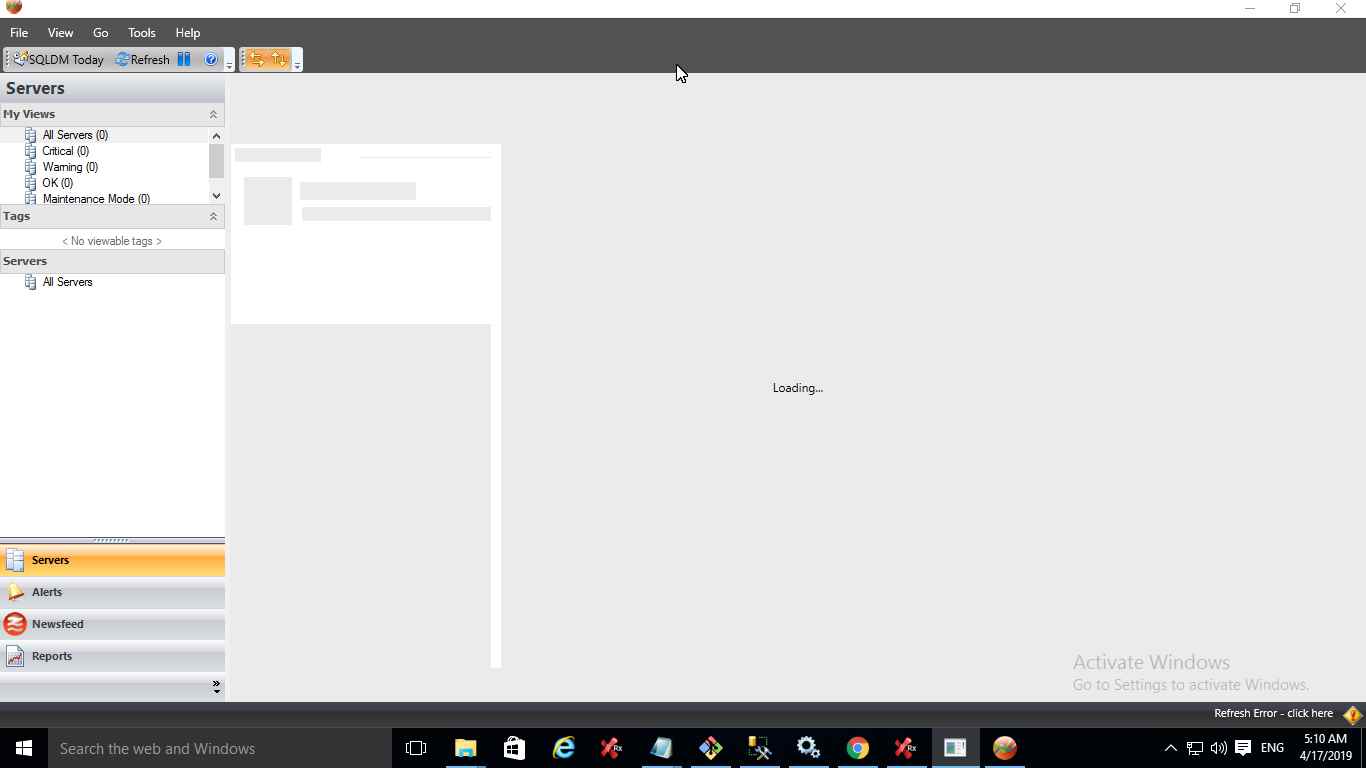 File View Go Tools Help
SQLDM Today Refresh
Servers
My Views
All Servers (0)
Critical (0)
Warning (0)
OK (0)
Maintenance Mode (0)
Tags
< No viewable tags >
Servers
All Servers
Loading...
Servers
Alerts
Newsfeed
Reports
Activate Windows
Go to Settings to activate Windows.
Refresh Error - click here
Search the web and Windows
Rx
Rx
ENG
5:10 AM
4/17/2019